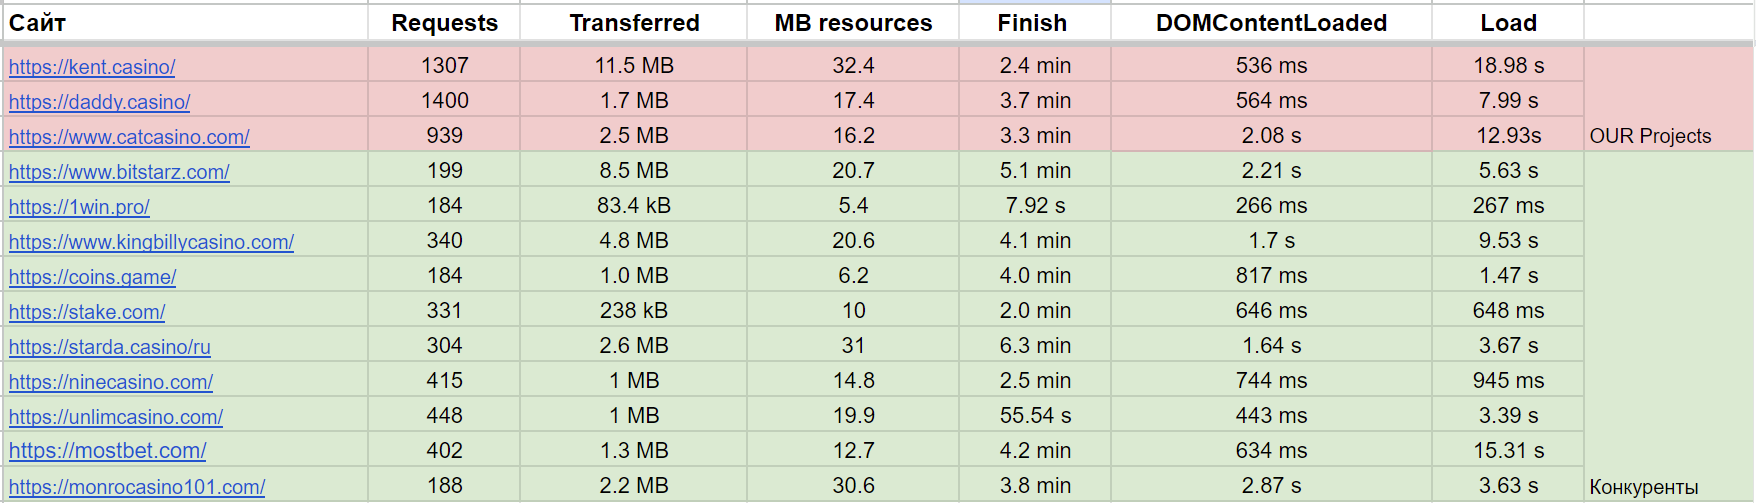 Сайт Requests Transferred MB resources Finish DOMContentLoaded Load
https://kent.casino/ 1307 11.5 MB 32.4 2.4 min 536 ms 18.98 s
https://daddy.casino/ 1400 1.7 MB 17.4 3.7 min 564 ms 7.99 s
https://www.catcasino.com/ 939 2.5 MB 16.2 3.3 min 2.08 s 12.93s OUR Projects
https://www.bitstarz.com/ 199 8.5 MB 20.7 5.1 min 2.21 s 5.63 s
https://1win.pro/ 184 83.4 kB 5.4 7.92 s 266 ms 267 ms
https://www.kingbillycasino.com/ 340 4.8 MB 20.6 4.1 min 1.7 s 9.53 s
https://coins.game/ 184 1.0 MB 6.2 4.0 min 817 ms 1.47 s
https://stake.com/ 331 238 kB 10 2.0 min 646 ms 648 ms
https://starda.casino/ru 304 2.6 MB 31 6.3 min 1.64 s 3.67 s
https://ninecasino.com/ 415 1 MB 14.8 2.5 min 744 ms 945 ms
https://unlimcasino.com/ 448 1 MB 19.9 55.54 s 443 ms 3.39 s
https://mostbet.com/ 402 1.3 MB 12.7 4.2 min 634 ms 15.31 s
https://monrocasino101.com/ 188 2.2 MB 30.6 3.8 min 2.87 s 3.63 s Конкуренты